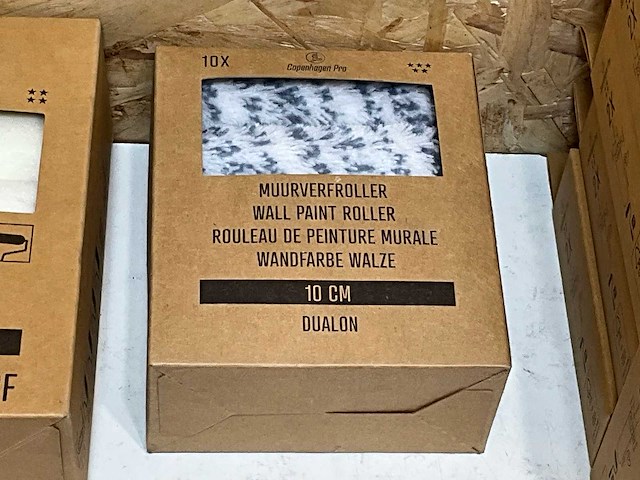 10X
Copenhagen Pro
MUURVERFROLLER
WALL PAINT ROLLER
ROULEAU DE PEINTURE MURALE
WANDFARBE WALZE
10 CM
DUALON
F